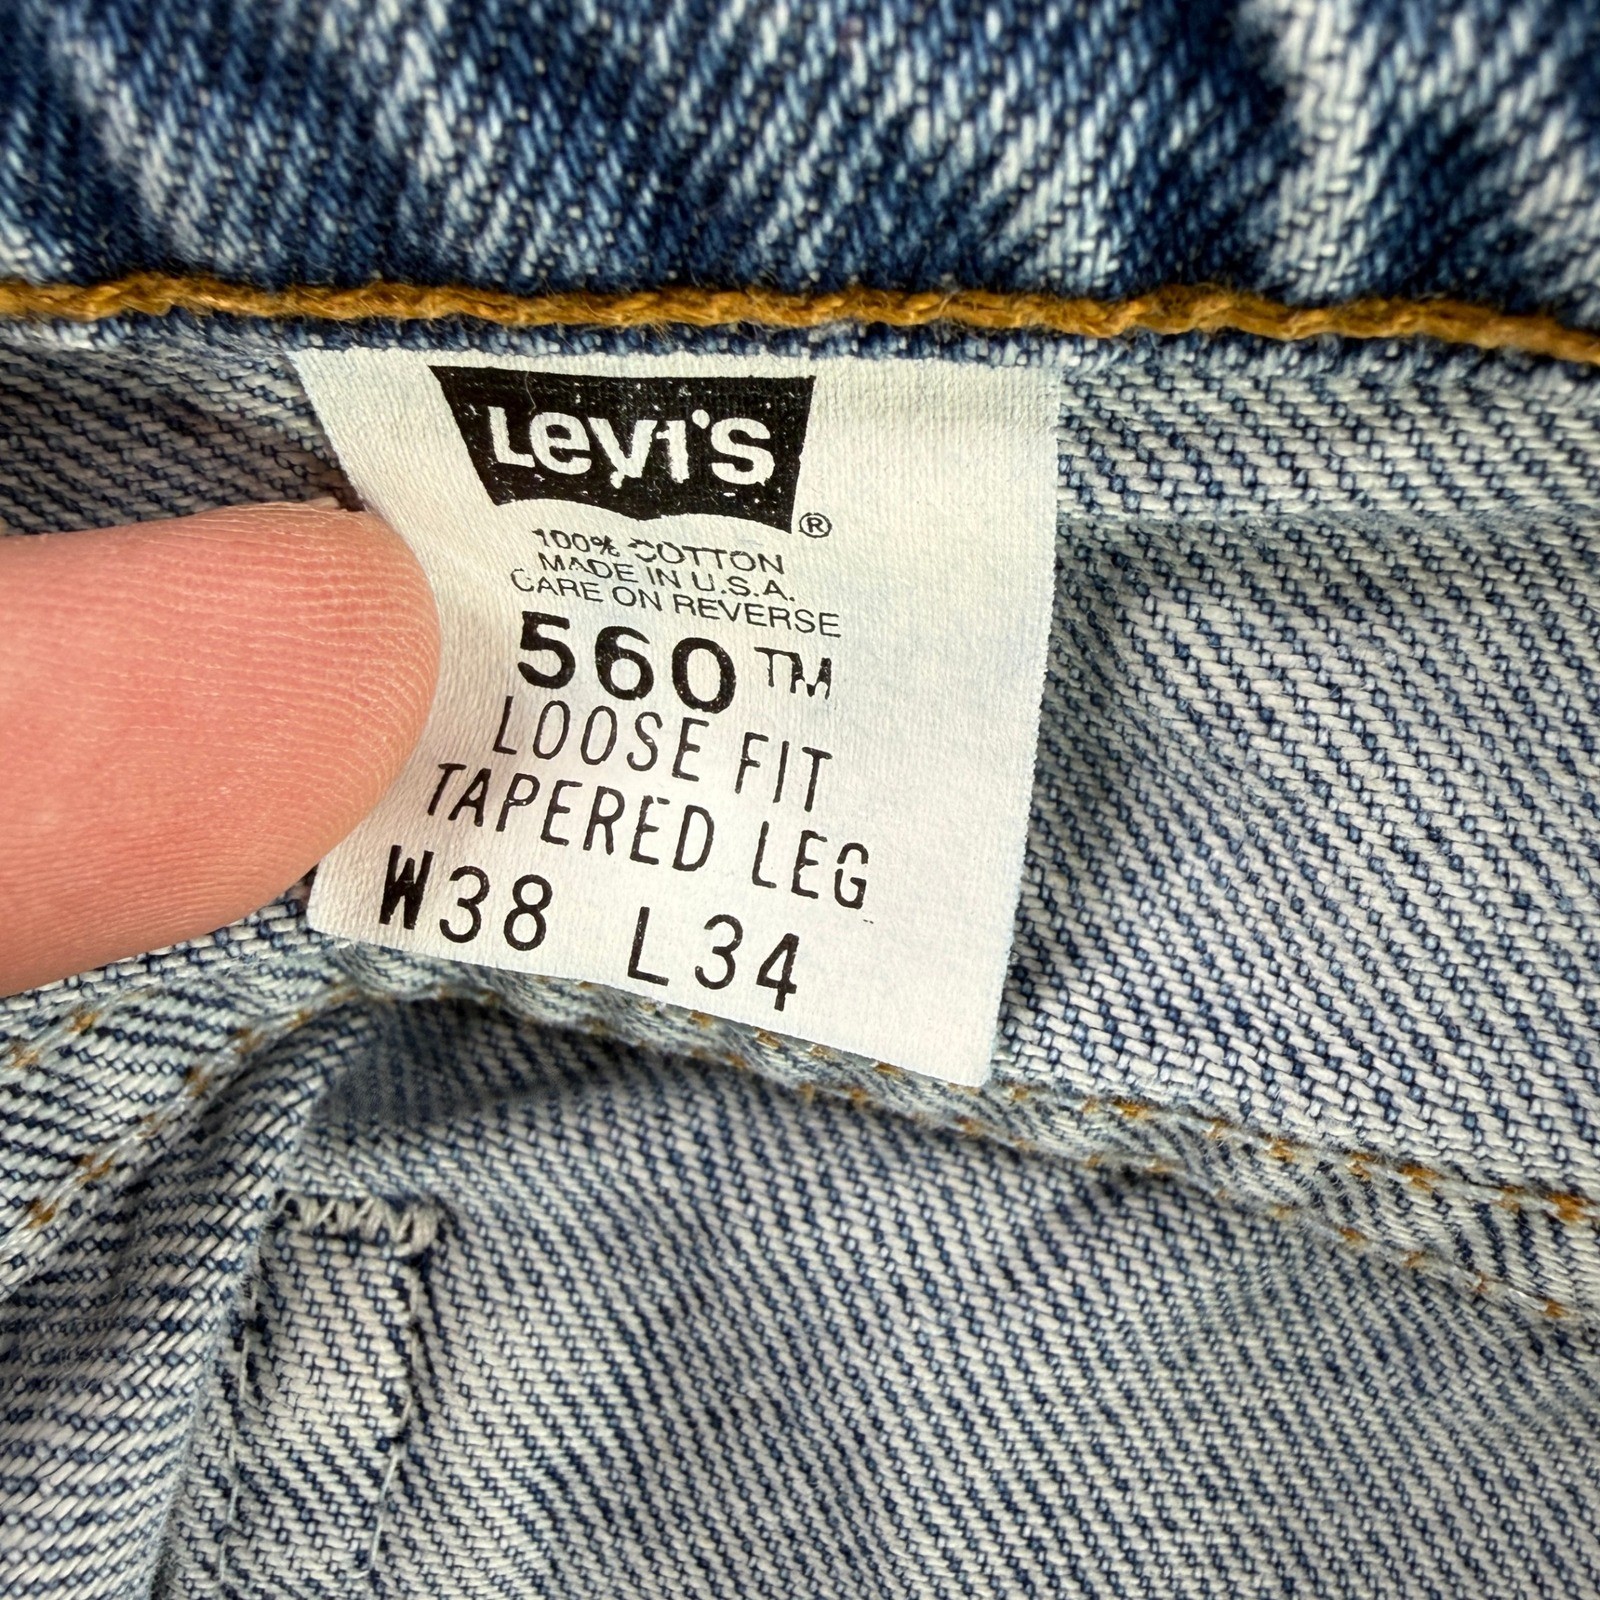 Levi's ®
100% COTTON
MADE IN U.S.A.
CARE ON REVERSE
560™
LOOSE FIT
TAPERED LEG
W38 L34